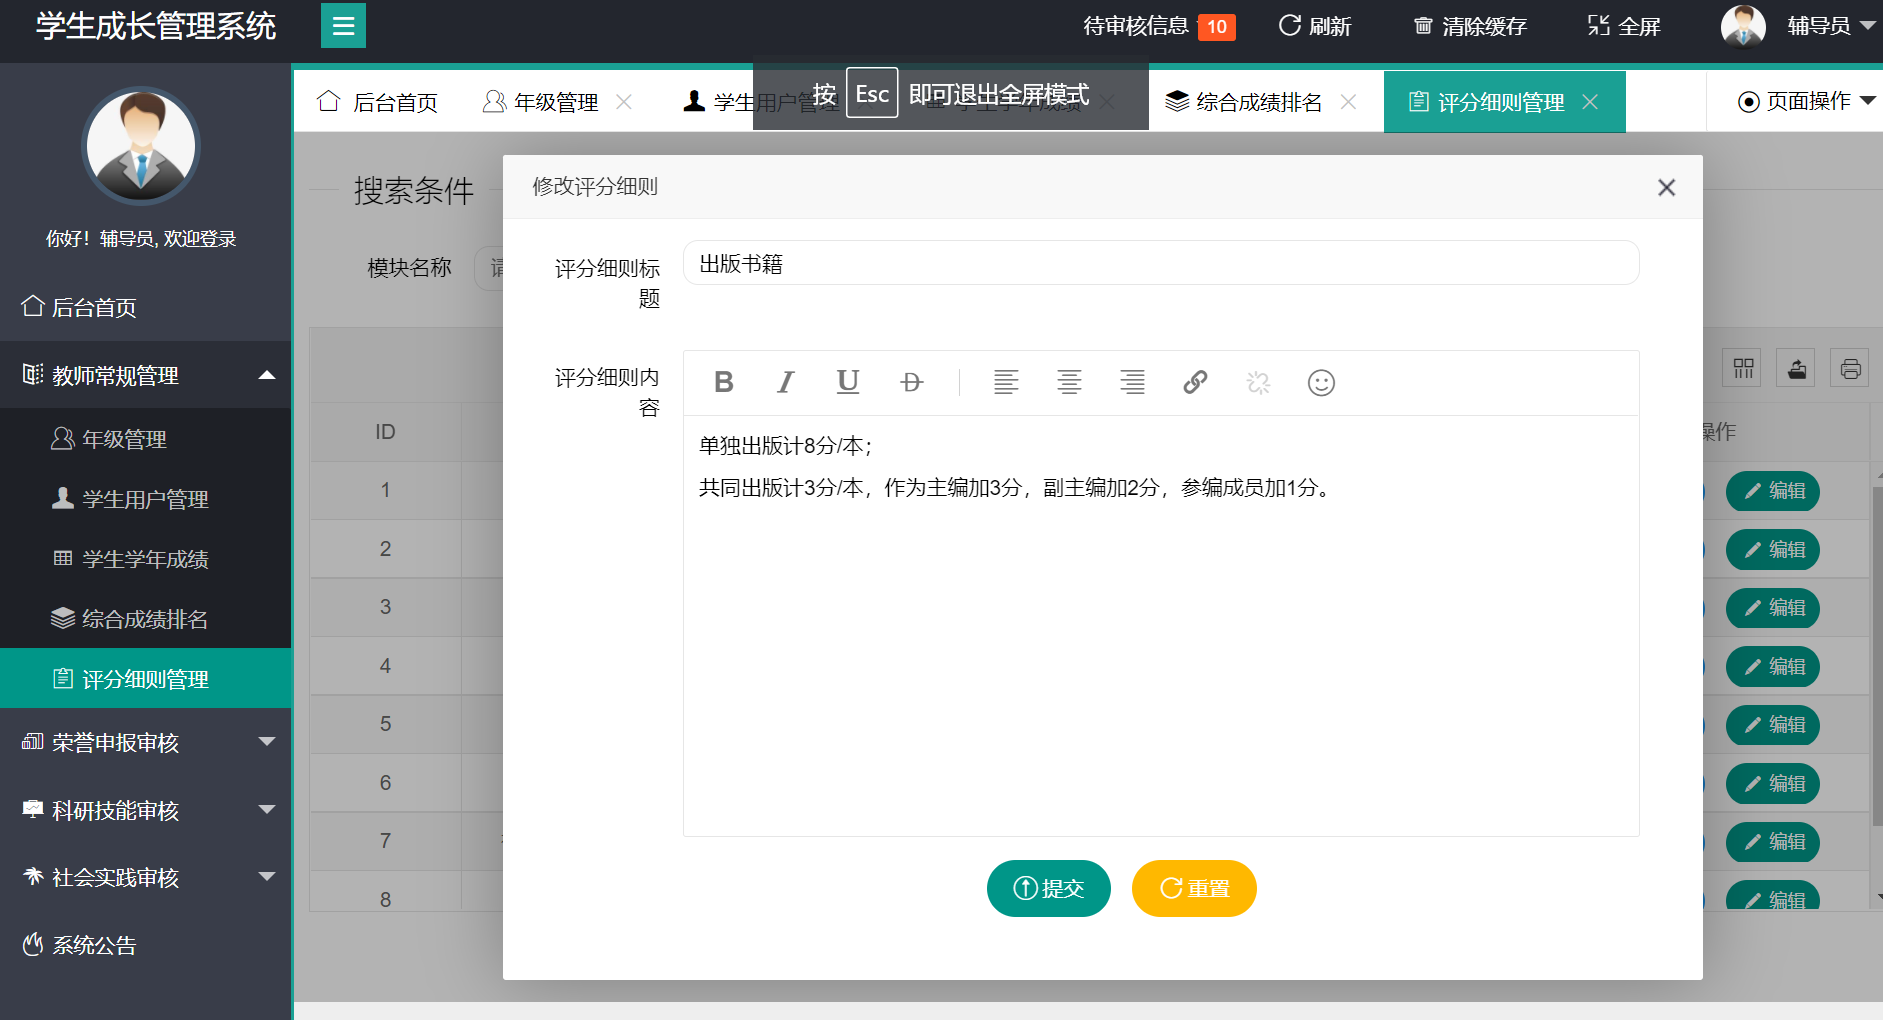 学生成长管理系统
待审核信息 10 刷新 清除缓存 全屏 辅导员
后台首页 年级管理 学生用户管理 学生学年成绩 综合成绩排名 评分细则管理 页面操作
按 Esc 即可退出全屏模式
你好！辅导员, 欢迎登录
后台首页
教师常规管理
年级管理
学生用户管理
学生学年成绩
综合成绩排名
评分细则管理
荣誉申报审核
科研技能审核
社会实践审核
系统公告
搜索条件
模块名称 请
修改评分细则
评分细则标
题
出版书籍
评分细则内
容
B I U D
单独出版计8分/本；
共同出版计3分/本，作为主编加3分，副主编加2分，参编成员加1分。
提交 重置
ID 操作
1 编辑
2 编辑
3 编辑
4 编辑
5 编辑
6 编辑
7 编辑
8 编辑